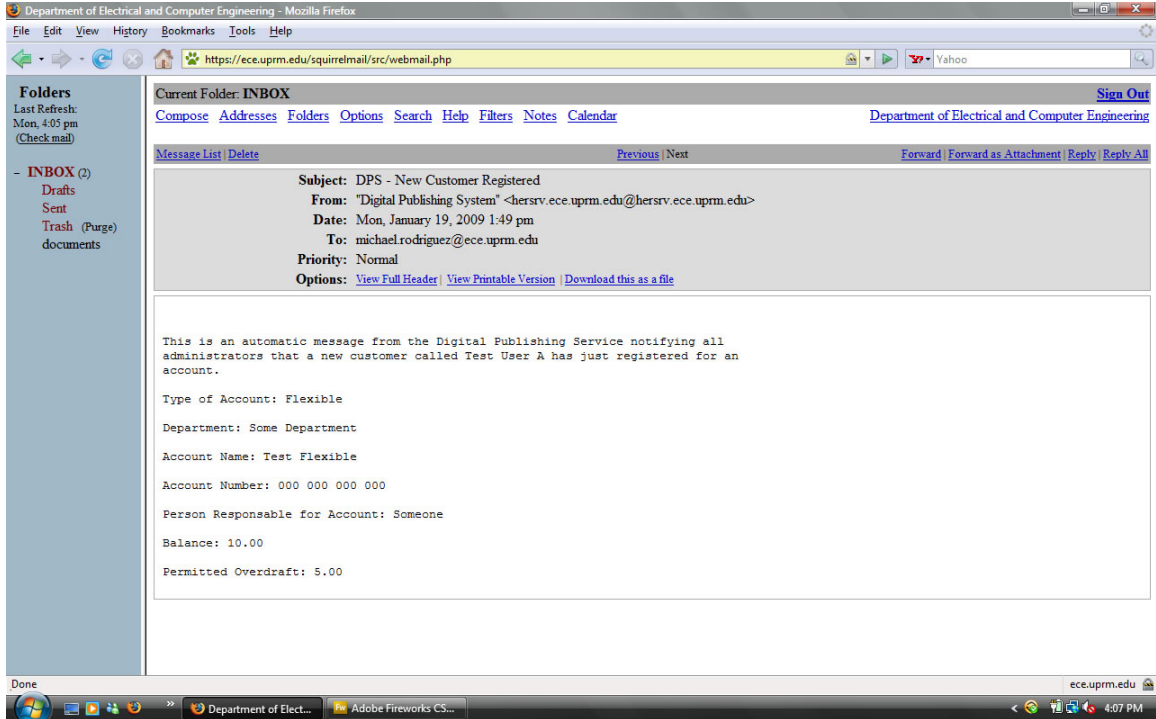 Department of Electrical and Computer Engineering - Mozilla Firefox
File Edit View History Bookmarks Tools Help
https://ece.uprm.edu/squirrelmail/src/webmail.php
Yahoo
Folders
Last Refresh:
Mon, 4:05 pm
(Check mail)
- INBOX (2)
Drafts
Sent
Trash (Purge)
documents
Current Folder: INBOX Sign Out
Compose Addresses Folders Options Search Help Filters Notes Calendar Department of Electrical and Computer Engineering
Message List | Delete Previous | Next Forward | Forward as Attachment | Reply | Reply All
Subject: DPS - New Customer Registered
From: "Digital Publishing System" <hersrv.ece.uprm.edu@hersrv.ece.uprm.edu>
Date: Mon, January 19, 2009 1:49 pm
To: michael.rodriguez@ece.uprm.edu
Priority: Normal
Options: View Full Header | View Printable Version | Download this as a file
This is an automatic message from the Digital Publishing Service notifying all
administrators that a new customer called Test User A has just registered for an
account.
Type of Account: Flexible
Department: Some Department
Account Name: Test Flexible
Account Number: 000 000 000 000
Person Responsable for Account: Someone
Balance: 10.00
Permitted Overdraft: 5.00
Done ece.uprm.edu
» Department of Elect... Fw Adobe Fireworks CS... < 4:07 PM